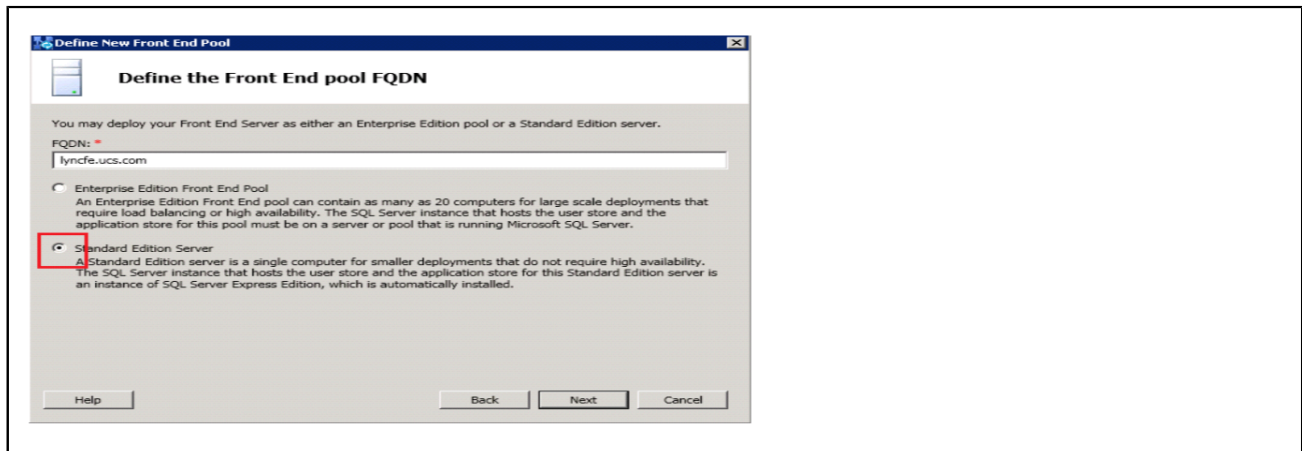 Define New Front End Pool
Define the Front End pool FQDN
You may deploy your Front End Server as either an Enterprise Edition pool or a Standard Edition server.
FQDN: *
lyncfe.ucs.com
Enterprise Edition Front End Pool
An Enterprise Edition Front End pool can contain as many as 20 computers for large scale deployments that
require load balancing or high availability. The SQL Server instance that hosts the user store and the
application store for this pool must be on a server or pool that is running Microsoft SQL Server.
Standard Edition Server
A Standard Edition server is a single computer for smaller deployments that do not require high availability.
The SQL Server instance that hosts the user store and the application store for this Standard Edition server is
an instance of SQL Server Express Edition, which is automatically installed.
Help Back Next Cancel